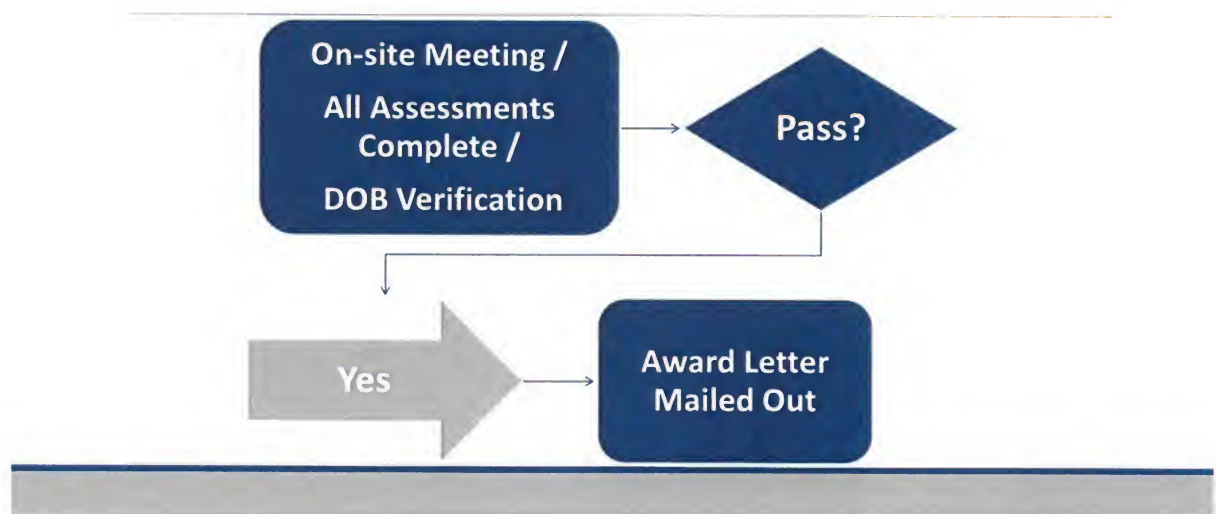 On-site Meeting /
All Assessments
Complete /
DOB Verification
Pass?
Yes
Award Letter
Mailed Out